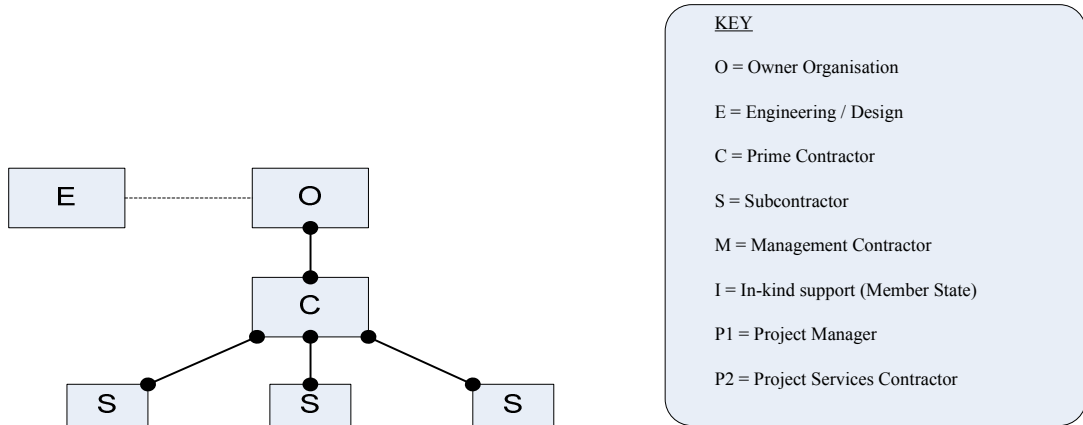 E
O
C
S
S
S
KEY
O = Owner Organisation
E = Engineering / Design
C = Prime Contractor
S = Subcontractor
M = Management Contractor
I = In-kind support (Member State)
P1 = Project Manager
P2 = Project Services Contractor